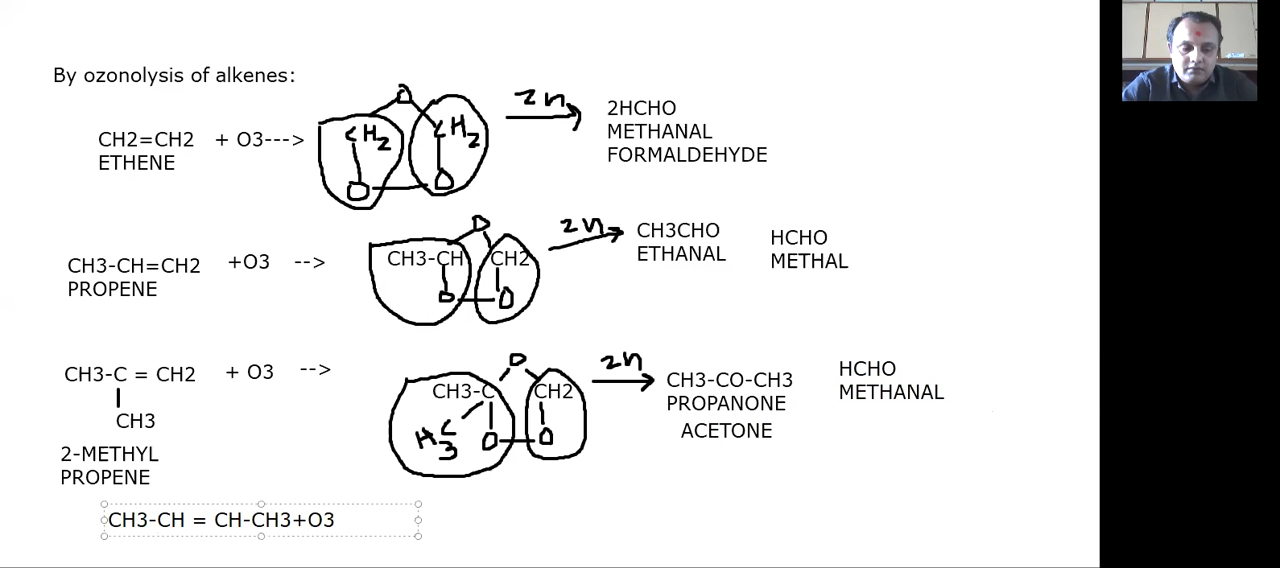 By ozonolysis of alkenes:
CH2=CH2 + O3--->
ETHENE
O
CH2 CH2
O O
Zn
2HCHO
METHANAL
FORMALDEHYDE
CH3-CH=CH2 +O3 -->
PROPENE
O
CH3-CH CH2
O O
Zn
CH3CHO
ETHANAL
HCHO
METHAL
CH3-C = CH2 + O3 -->
CH3
2-METHYL
PROPENE
O
CH3-C CH2
H3C O O
Zn
CH3-CO-CH3
PROPANONE
ACETONE
HCHO
METHANAL
CH3-CH = CH-CH3+O3